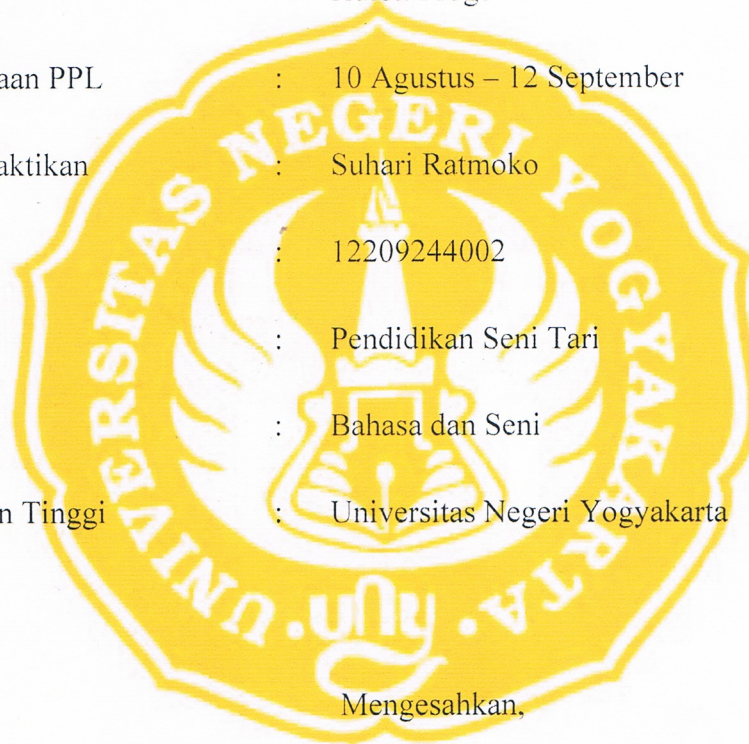 aan PPL : 10 Agustus – 12 September
aktikan : Suhari Ratmoko
: 12209244002
: Pendidikan Seni Tari
: Bahasa dan Seni
n Tinggi : Universitas Negeri Yogyakarta
Mengesahkan,
UNIVERSITAS NEGERI YOGYAKARTA
uny